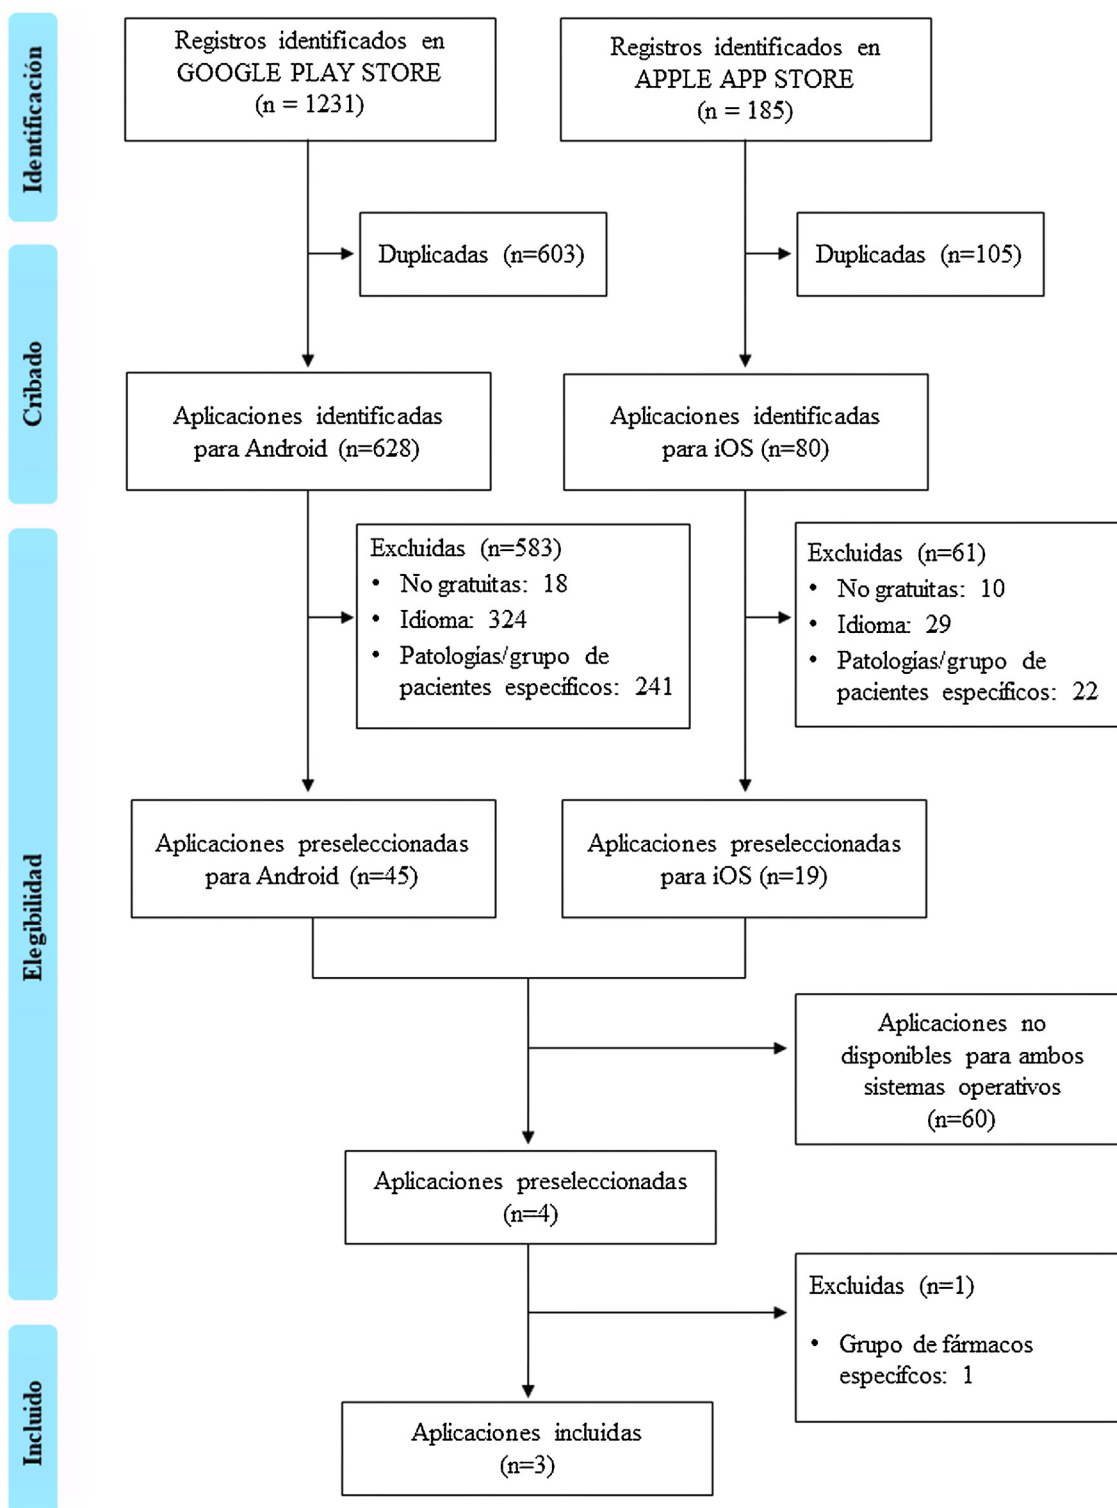 Identificación
Registros identificados en
GOOGLE PLAY STORE
(n = 1231)
Registros identificados en
APPLE APP STORE
(n = 185)
Duplicadas (n=603)
Duplicadas (n=105)
Cribado
Aplicaciones identificadas
para Android (n=628)
Aplicaciones identificadas
para iOS (n=80)
Elegibilidad
Excluidas (n=583)
• No gratuitas: 18
• Idioma: 324
• Patologías/grupo de
pacientes específicos: 241
Excluidas (n=61)
• No gratuitas: 10
• Idioma: 29
• Patologías/grupo de
pacientes específicos: 22
Aplicaciones preseleccionadas
para Android (n=45)
Aplicaciones preseleccionadas
para iOS (n=19)
Aplicaciones no
disponibles para ambos
sistemas operativos
(n=60)
Aplicaciones preseleccionadas
(n=4)
Excluidas (n=1)
• Grupo de fármacos
específcos: 1
Incluido
Aplicaciones incluidas
(n=3)